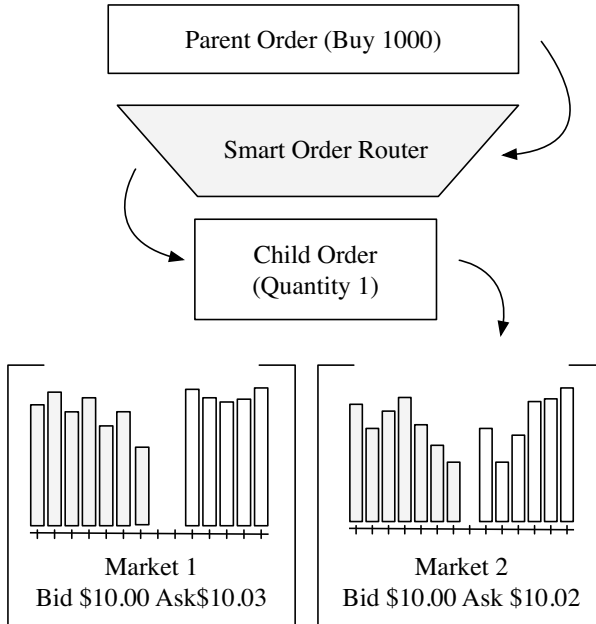 Parent Order (Buy 1000)
Smart Order Router
Child Order
(Quantity 1)
Market 1
Bid $10.00 Ask$10.03
Market 2
Bid $10.00 Ask $10.02